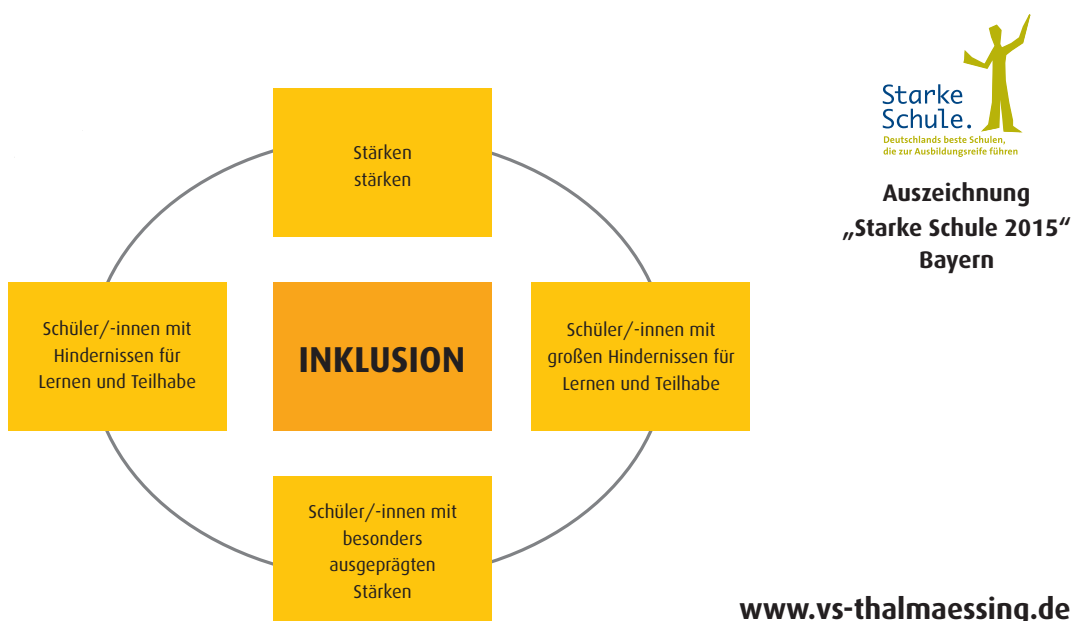 Starke
Schule.
Deutschlands beste Schulen,
die zur Ausbildungsreife führen
Auszeichnung
„Starke Schule 2015“
Bayern
Stärken
stärken
Schüler/-innen mit
Hindernissen für
Lernen und Teilhabe
INKLUSION
Schüler/-innen mit
großen Hindernissen für
Lernen und Teilhabe
Schüler/-innen mit
besonders
ausgeprägten
Stärken
www.vs-thalmaessing.de